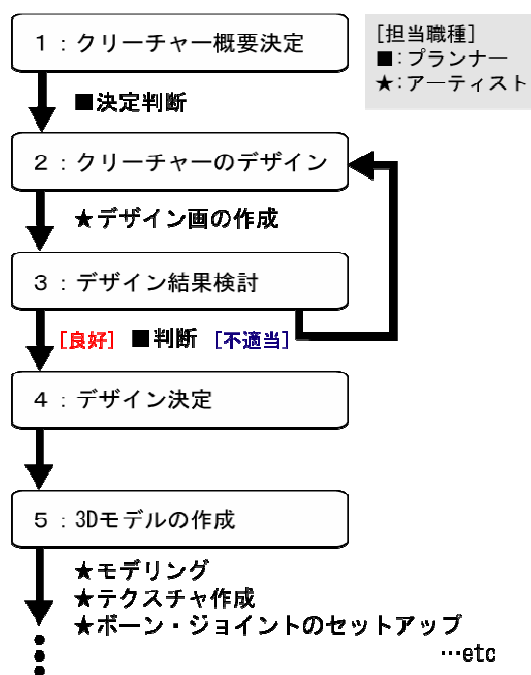 1：クリーチャー概要決定
[担当職種]
■：プランナー
★：アーティスト
■決定判断
2：クリーチャーのデザイン
★デザイン画の作成
3：デザイン結果検討
[良好] ■判断 [不適当]
4：デザイン決定
5：3Dモデルの作成
★モデリング
★テクスチャ作成
★ボーン・ジョイントのセットアップ
…etc